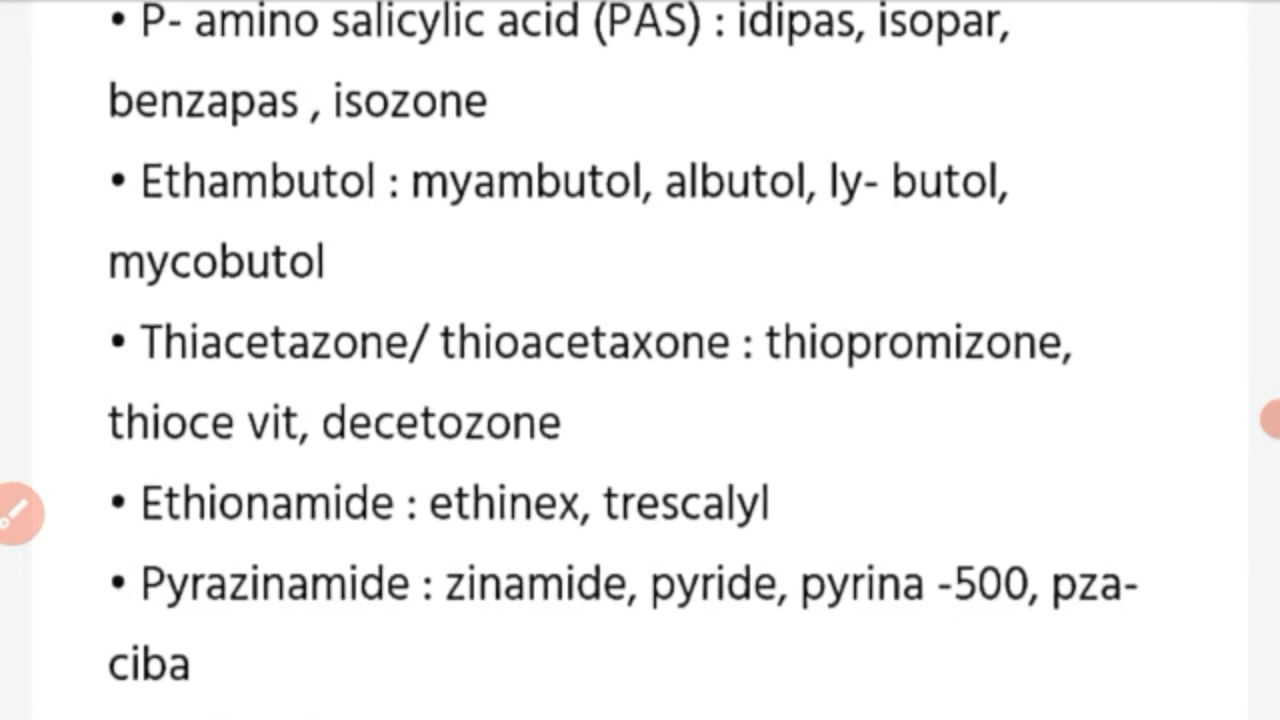 • P- amino salicylic acid (PAS) : idipas, isopar,
benzapas , isozone
• Ethambutol : myambutol, albutol, ly- butol,
mycobutol
• Thiacetazone/ thioacetaxone : thiopromizone,
thioce vit, decetozone
• Ethionamide : ethinex, trescalyl
• Pyrazinamide : zinamide, pyride, pyrina -500, pza-
ciba